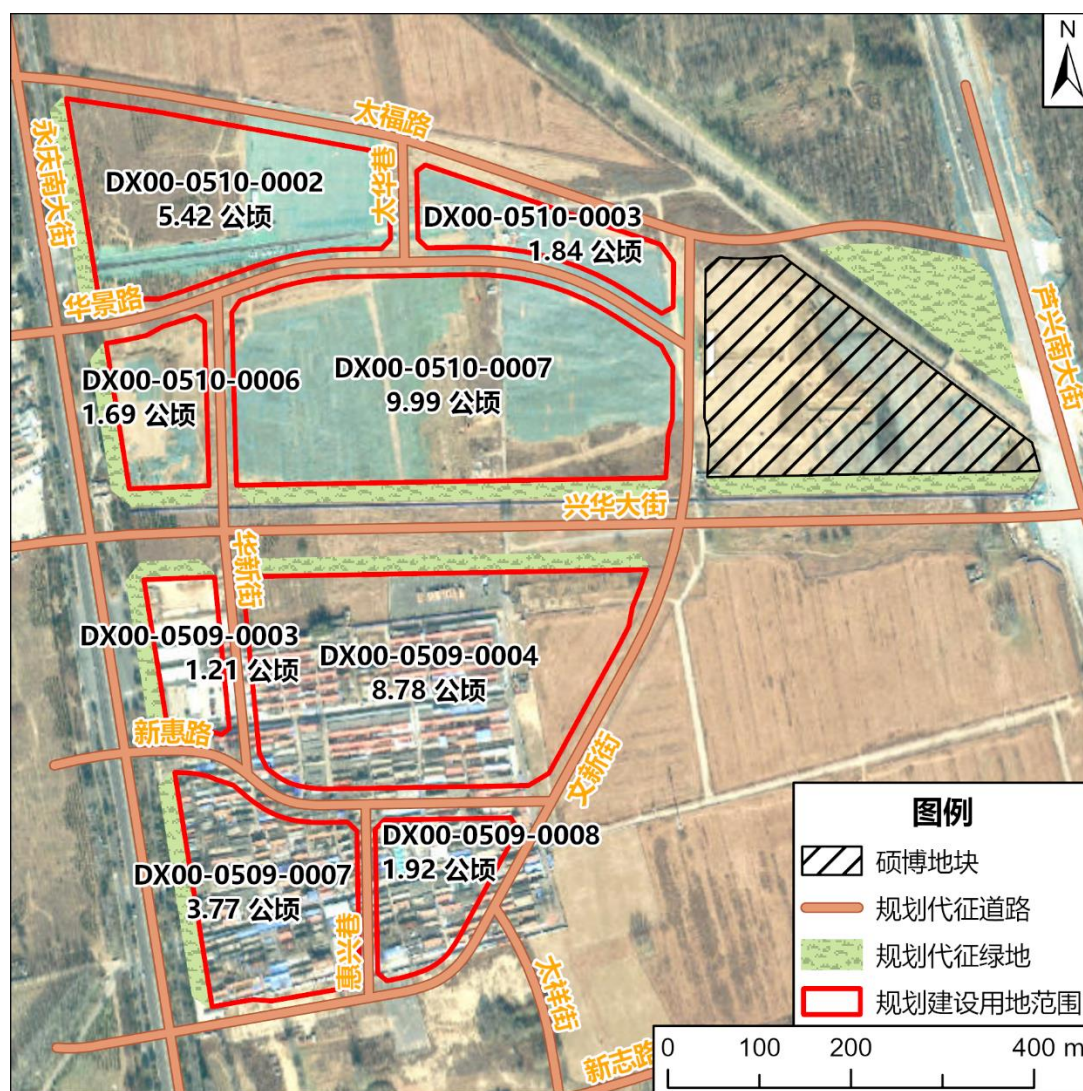 N
太福路
永庆南大街
太华巷
DX00-0510-0002
5.42 公顷
DX00-0510-0003
1.84 公顷
芦兴南大街
华景路
DX00-0510-0006
1.69 公顷
DX00-0510-0007
9.99 公顷
兴华大街
华新街
DX00-0509-0003
1.21 公顷
DX00-0509-0004
8.78 公顷
新惠路
文新街
DX00-0509-0007
3.77 公顷
DX00-0509-0008
1.92 公顷
惠兴巷
太祥街
新志路
图例
硕博地块
规划代征道路
规划代征绿地
规划建设用地范围
0 100 200 400 m